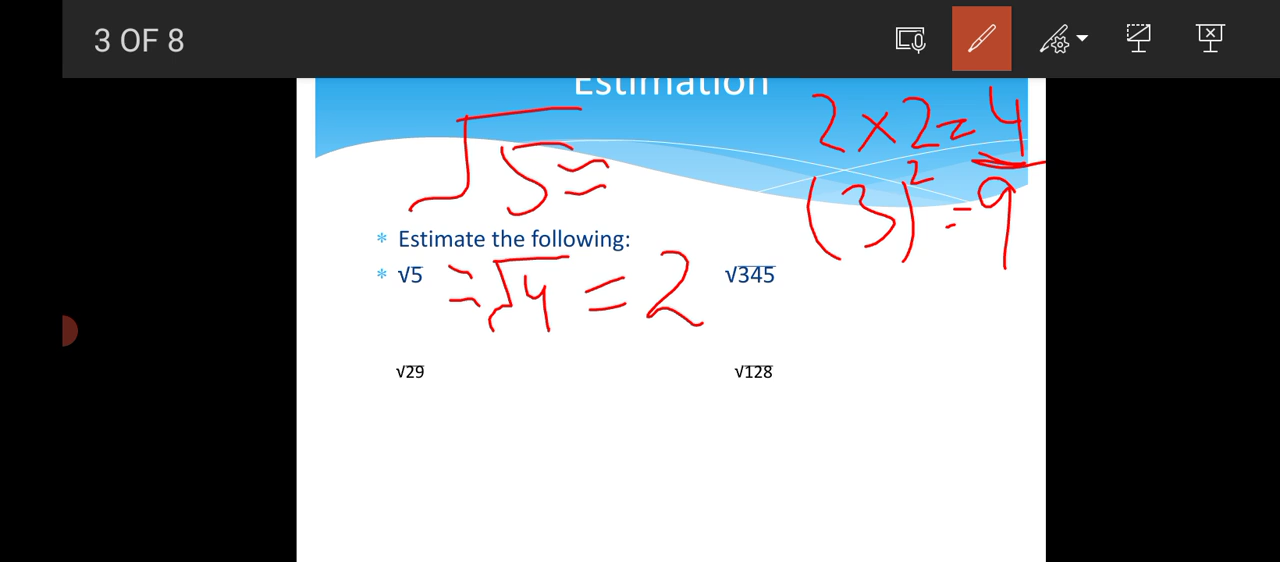 3 OF 8
Estimation
2 × 2 = 4
√5 ≈
(3)² = 9
* Estimate the following:
* √5 ≈ √4 = 2 √345
√29 √128